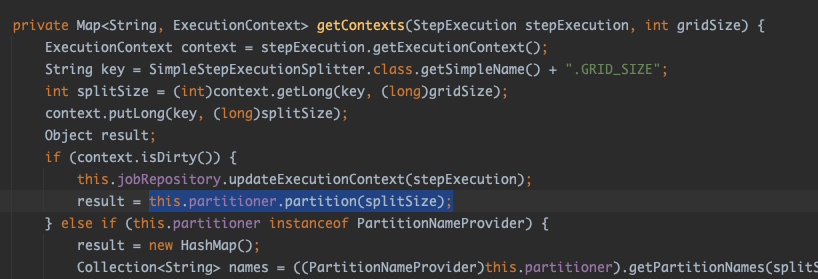 private Map<String, ExecutionContext> getContexts(StepExecution stepExecution, int gridSize) {
ExecutionContext context = stepExecution.getExecutionContext();
String key = SimpleStepExecutionSplitter.class.getSimpleName() + ".GRID_SIZE";
int splitSize = (int)context.getLong(key, (long)gridSize);
context.putLong(key, (long)splitSize);
Object result;
if (context.isDirty()) {
this.jobRepository.updateExecutionContext(stepExecution);
result = this.partitioner.partition(splitSize);
} else if (this.partitioner instanceof PartitionNameProvider) {
result = new HashMap();
Collection<String> names = ((PartitionNameProvider)this.partitioner).getPartitionNames(splitS